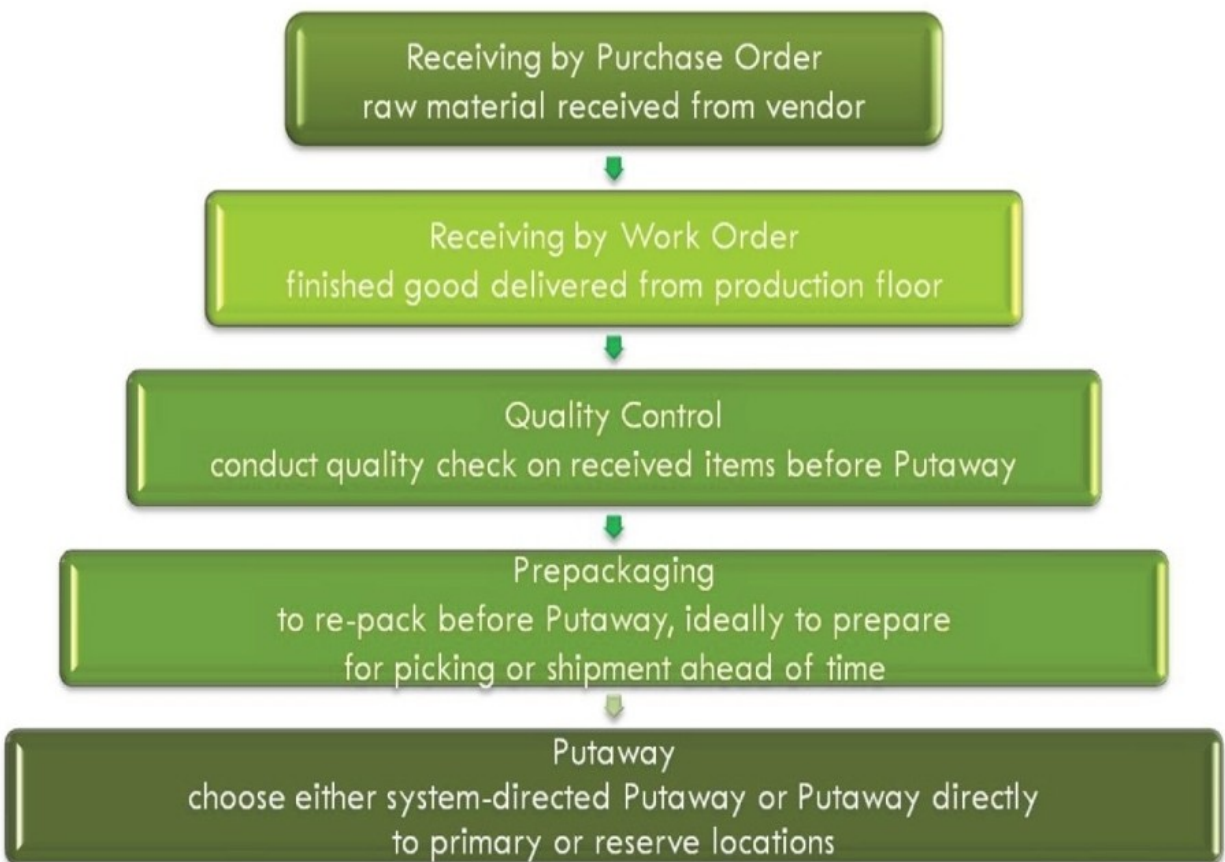 Receiving by Purchase Order
raw material received from vendor
Receiving by Work Order
finished good delivered from production floor
Quality Control
conduct quality check on received items before Putaway
Prepackaging
to re-pack before Putaway, ideally to prepare
for picking or shipment ahead of time
Putaway
choose either system-directed Putaway or Putaway directly
to primary or reserve locations